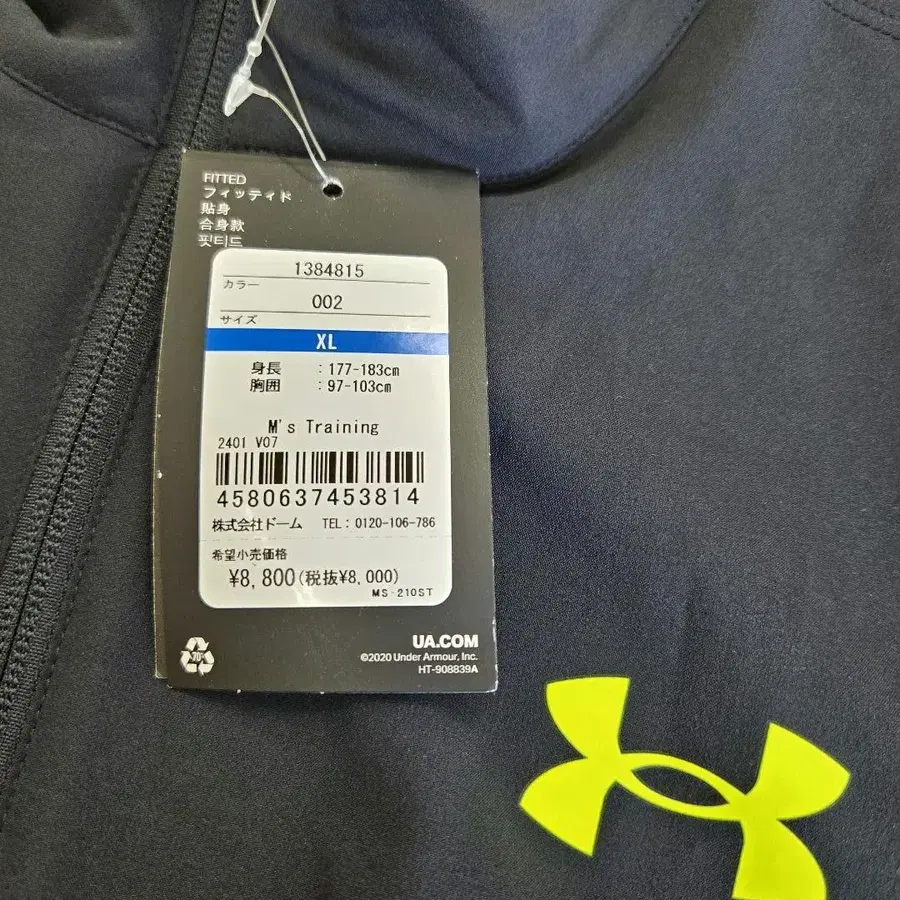 FITTED
フィッティド
貼身
合身款
핏티드
1384815
カラー
002
サイズ
XL
身長 : 177-183cm
胸囲 : 97-103cm
M's Training
2401 V07
4580637453814
株式会社ドーム TEL: 0120-106-786
希望小売価格
¥8,800(税抜¥8,000)
MS-210ST
UA.COM
©2020 Under Armour, Inc.
HT-908839A